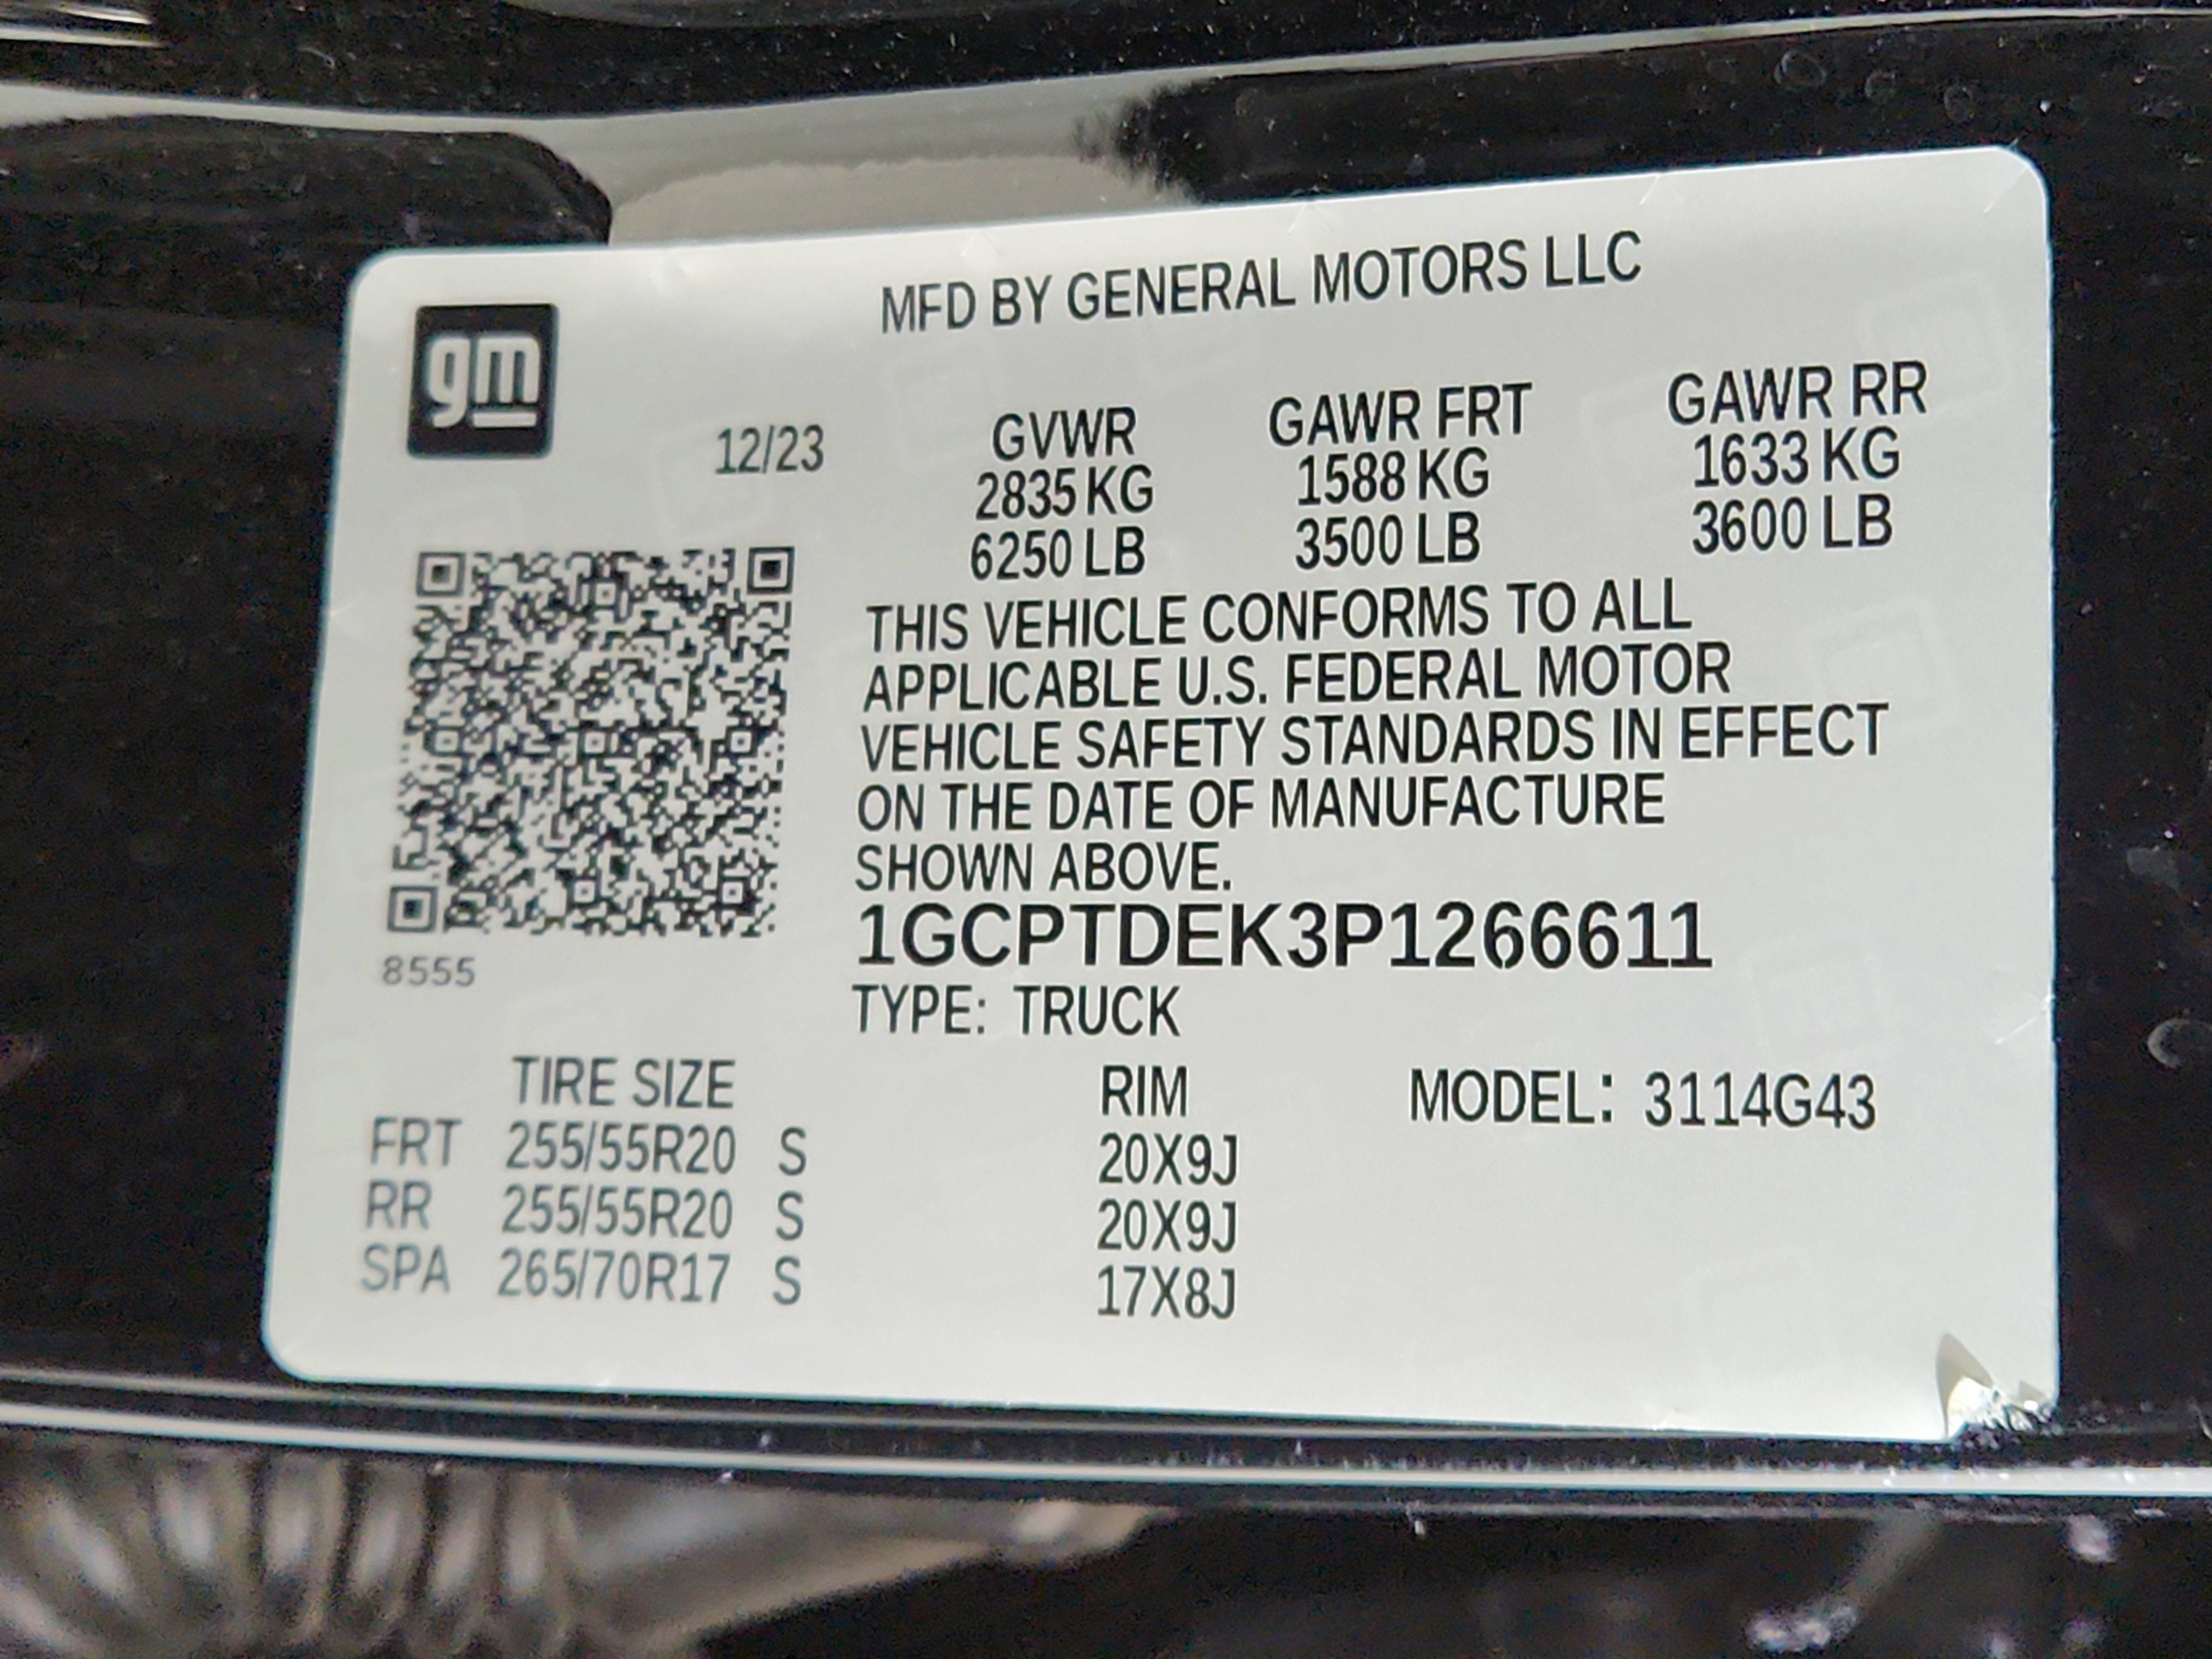 gm
MFD BY GENERAL MOTORS LLC
12/23
GVWR GAWR FRT GAWR RR
2835 KG 1588 KG 1633 KG
6250 LB 3500 LB 3600 LB
THIS VEHICLE CONFORMS TO ALL
APPLICABLE U.S. FEDERAL MOTOR
VEHICLE SAFETY STANDARDS IN EFFECT
ON THE DATE OF MANUFACTURE
SHOWN ABOVE.
1GCPTDEK3P1266611
8555
TYPE: TRUCK
TIRE SIZE RIM MODEL: 3114G43
FRT 255/55R20 S 20X9J
RR 255/55R20 S 20X9J
SPA 265/70R17 S 17X8J